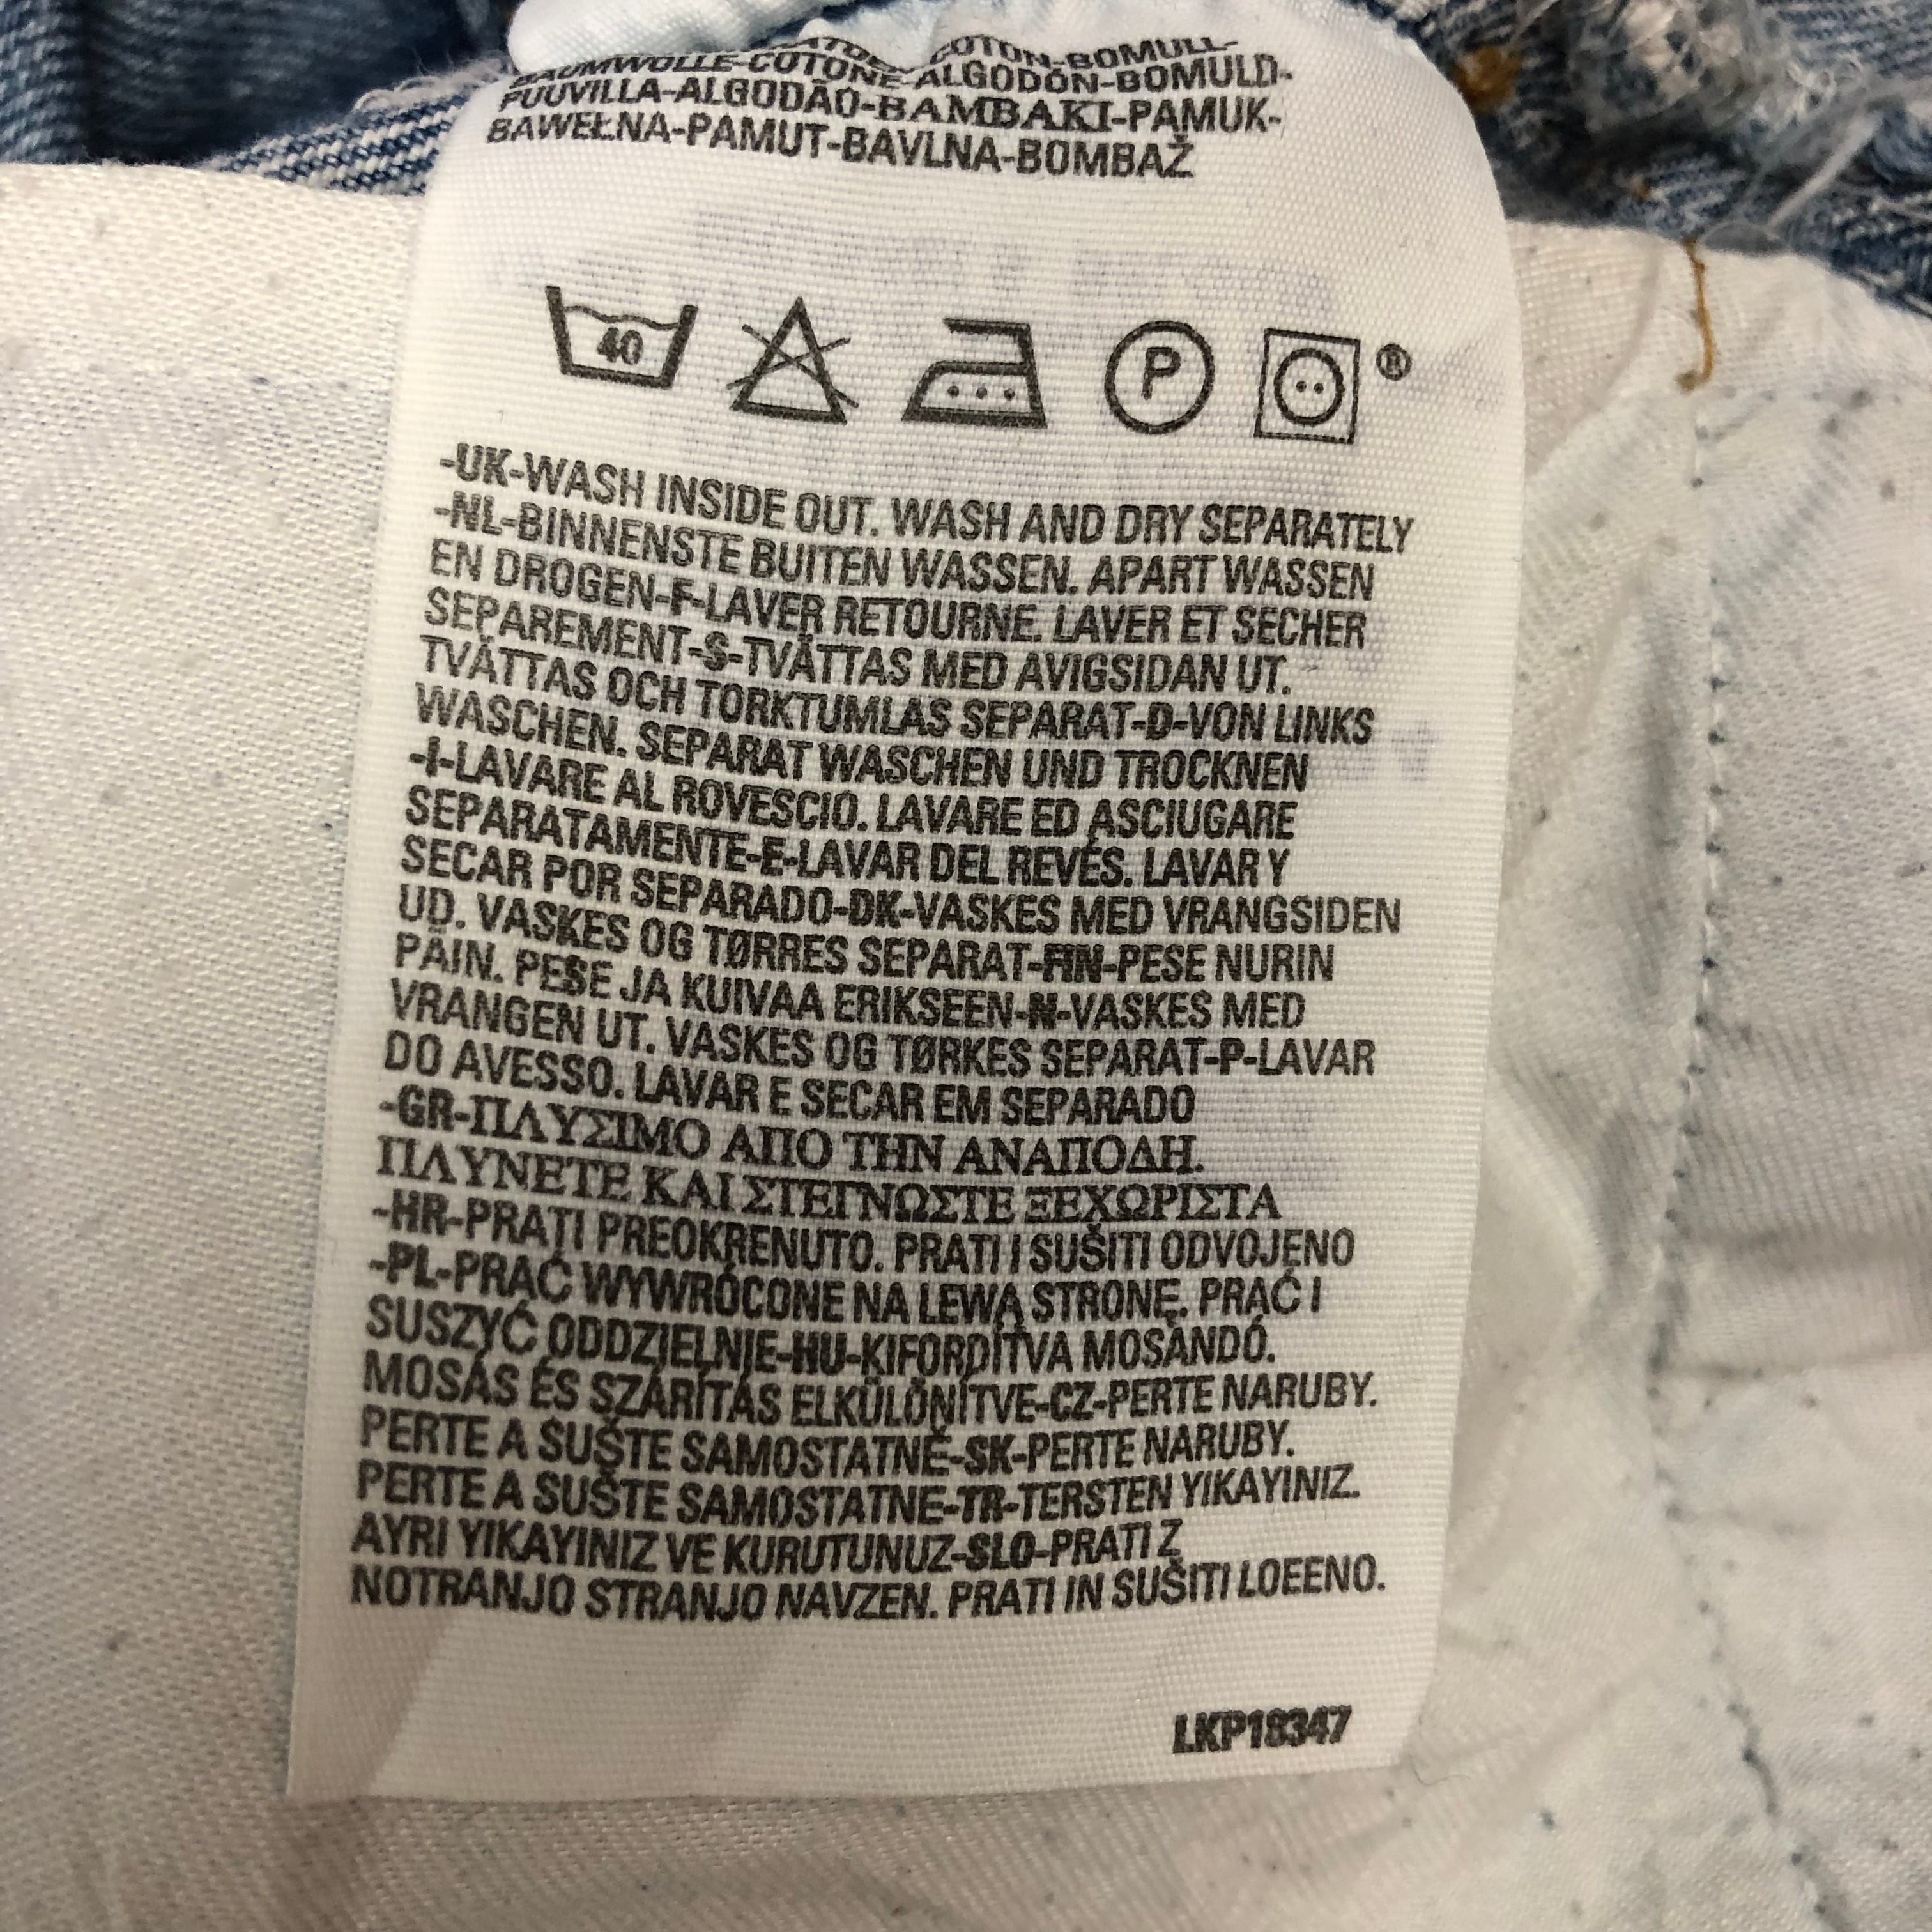 COTON-BOMULL-
BAUMWOLLE-COTONE-ALGODÓN-BOMULD-
PUUVILLA-ALGODÃO-BAMBAKI-PAMUK-
BAWEŁNA-PAMUT-BAVLNA-BOMBAŽ
40 P ®
-UK-WASH INSIDE OUT. WASH AND DRY SEPARATELY
-NL-BINNENSTE BUITEN WASSEN. APART WASSEN
EN DROGEN-F-LAVER RETOURNE. LAVER ET SECHER
SEPAREMENT-S-TVÄTTAS MED AVIGSIDAN UT.
TVÄTTAS OCH TORKTUMLAS SEPARAT-D-VON LINKS
WASCHEN. SEPARAT WASCHEN UND TROCKNEN
-I-LAVARE AL ROVESCIO. LAVARE ED ASCIUGARE
SEPARATAMENTE-E-LAVAR DEL REVÉS. LAVAR Y
SECAR POR SEPARADO-DK-VASKES MED VRANGSIDEN
UD. VASKES OG TØRRES SEPARAT-FIN-PESE NURIN
PÄIN. PESE JA KUIVAA ERIKSEEN-N-VASKES MED
VRANGEN UT. VASKES OG TØRKES SEPARAT-P-LAVAR
DO AVESSO. LAVAR E SECAR EM SEPARADO
-GR-ΠΛΥΣΙΜΟ ΑΠΟ ΤΗΝ ΑΝΑΠΟΔΗ.
ΠΛΥΝΕΤΕ ΚΑΙ ΣΤΕΓΝΩΣΤΕ ΞΕΧΩΡΙΣΤΑ
-HR-PRATI PREOKRENUTO. PRATI I SUŠITI ODVOJENO
-PL-PRAĆ WYWRÓCONE NA LEWĄ STRONĘ. PRAĆ I
SUSZYĆ ODDZIELNIE-HU-KIFORDÍTVA MOSANDÓ.
MOSÁS ÉS SZÁRÍTÁS ELKÜLÖNÍTVE-CZ-PERTE NARUBY.
PERTE A SUŠTE SAMOSTATNĚ-SK-PERTE NARUBY.
PERTE A SUŠTE SAMOSTATNE-TR-TERSTEN YIKAYINIZ.
AYRI YIKAYINIZ VE KURUTUNUZ-SLO-PRATI Z
NOTRANJO STRANJO NAVZEN. PRATI IN SUŠITI LOEENO.
LKP18347